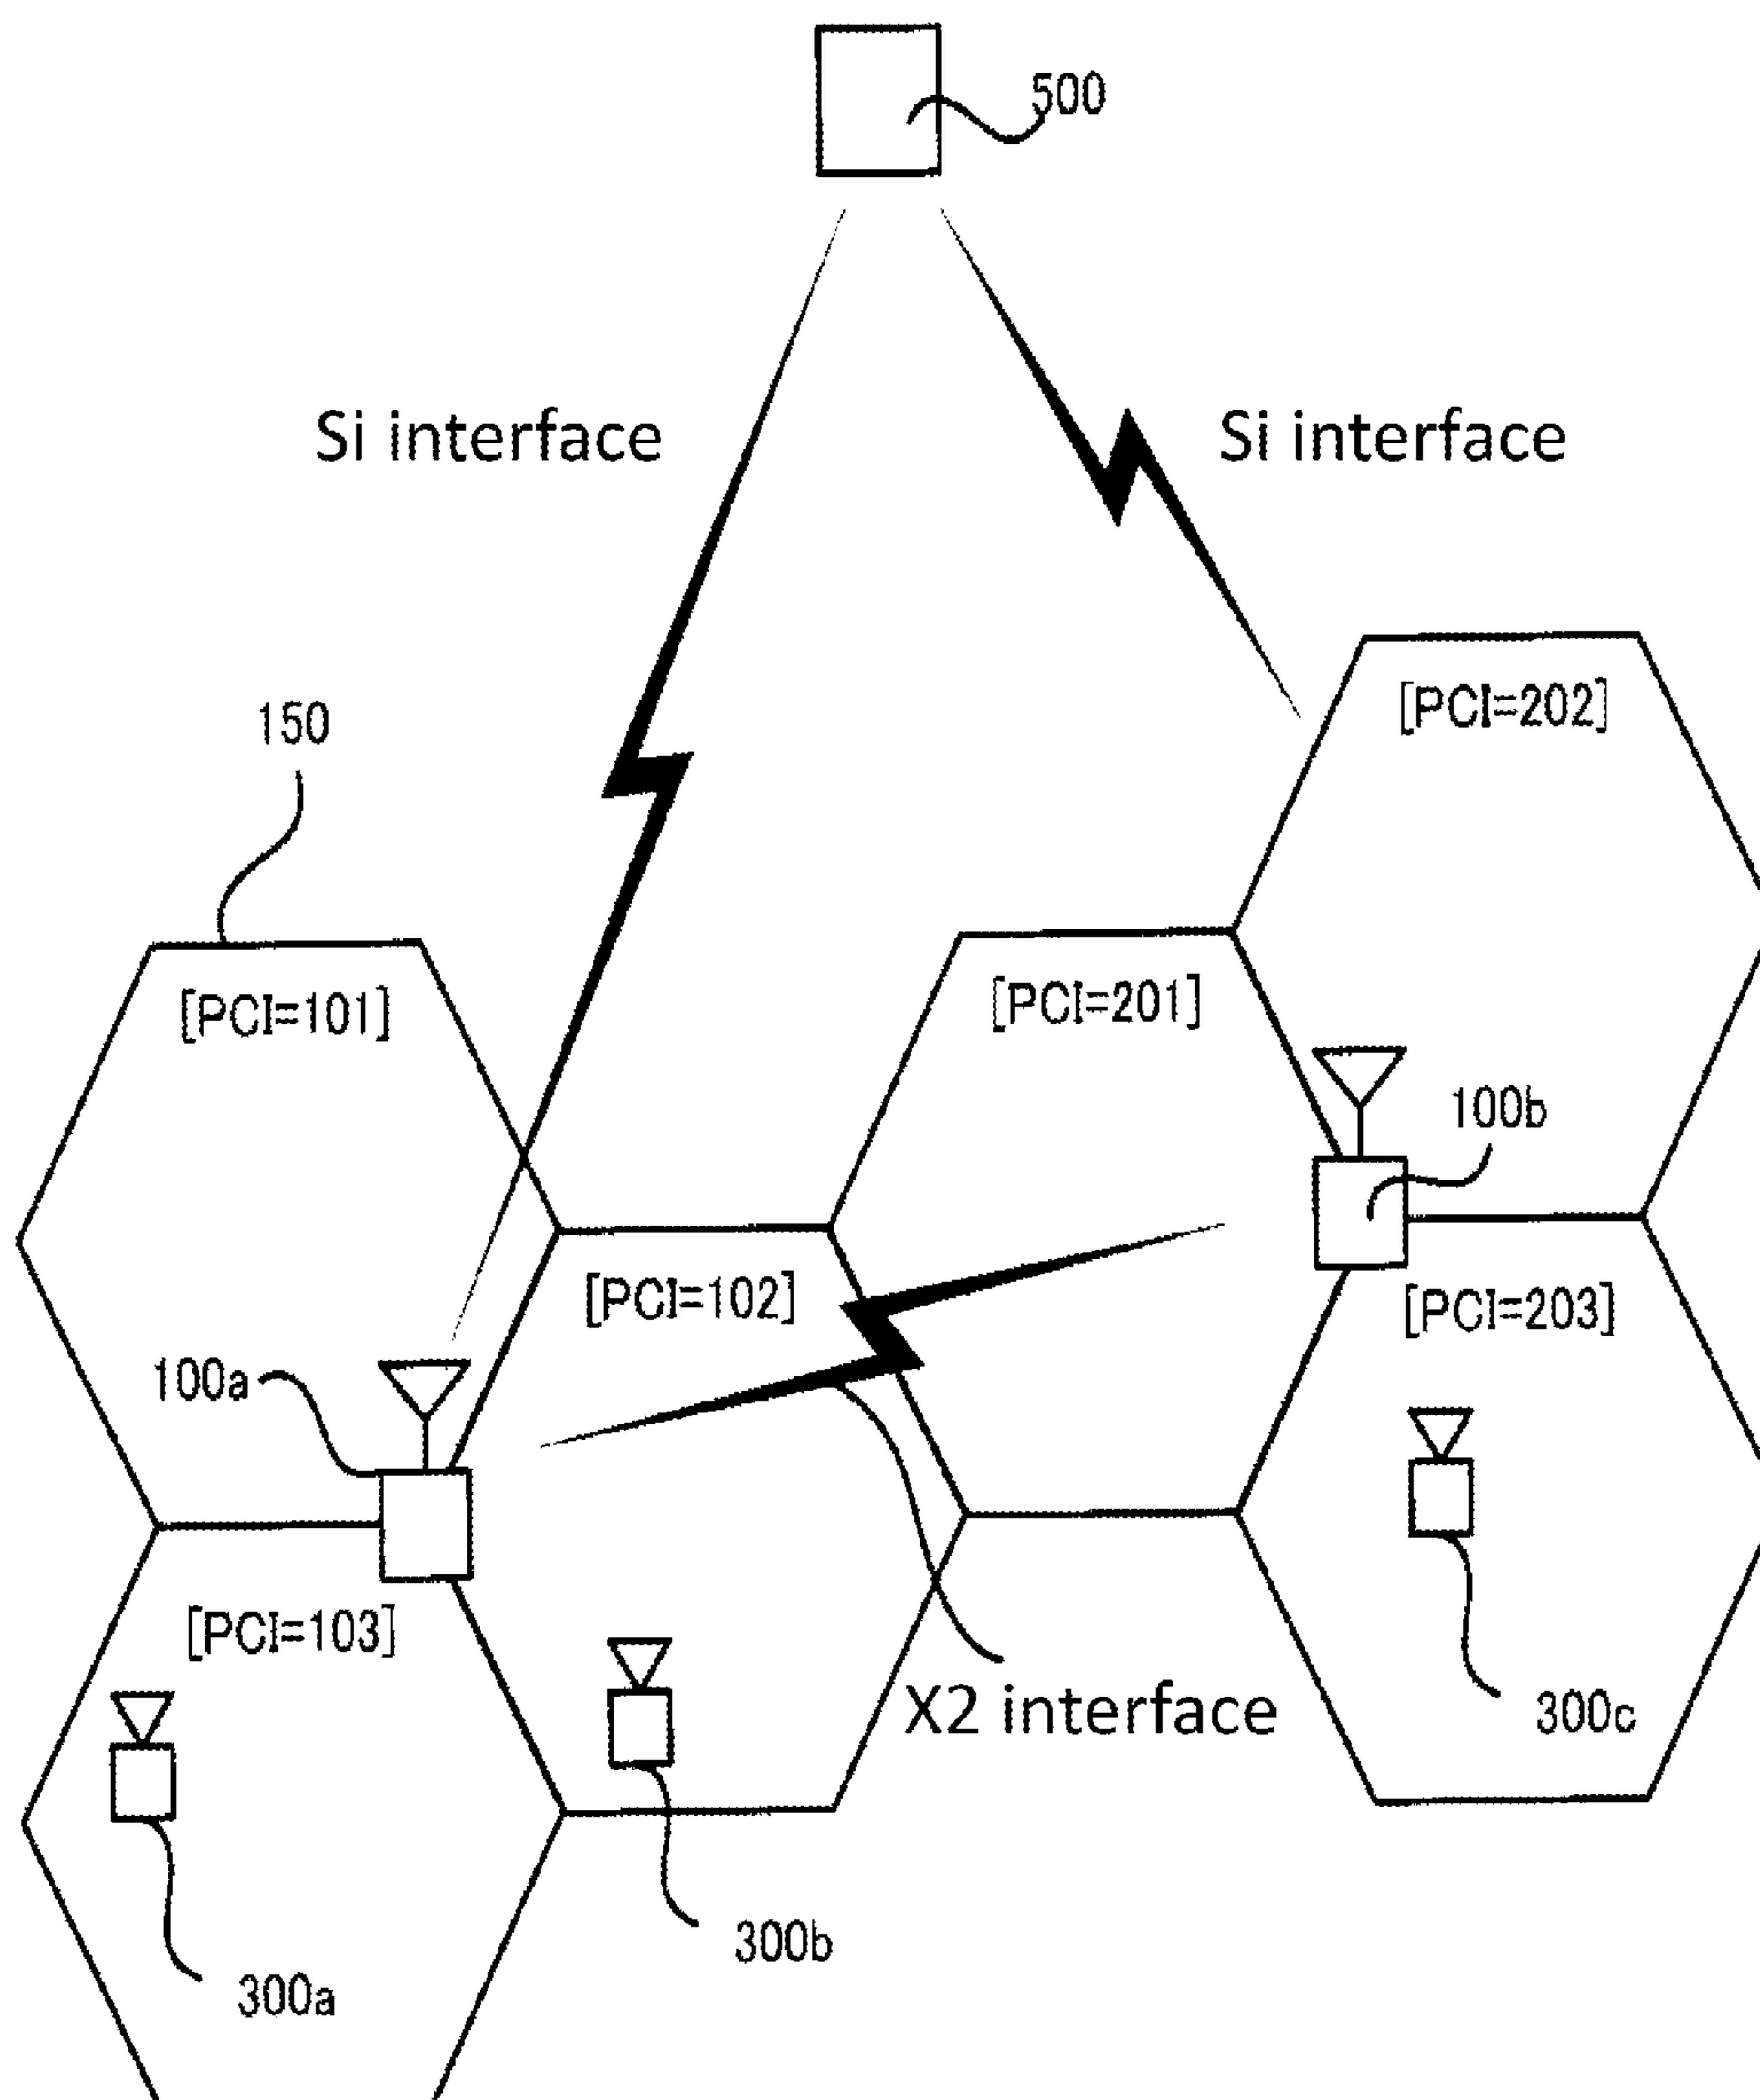 500
Si interface
Si interface
[PCI=202]
150
[PCI=101]
[PCI=201]
100b
[PCI=102]
[PCI=203]
100a
[PCI=103]
X2 interface
300c
300b
300a